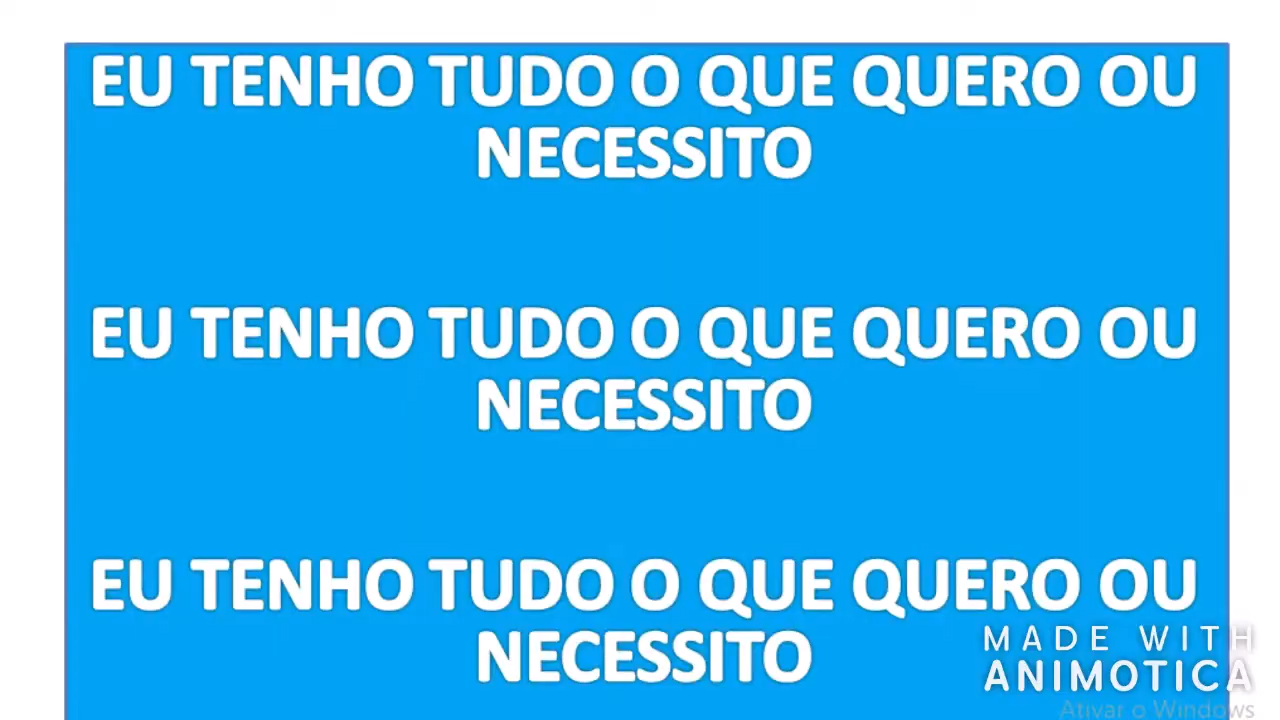 EU TENHO TUDO O QUE QUERO OU
NECESSITO
EU TENHO TUDO O QUE QUERO OU
NECESSITO
EU TENHO TUDO O QUE QUERO OU
NECESSITO
MADE WITH
ANIMOTICA
Ativar o Windows